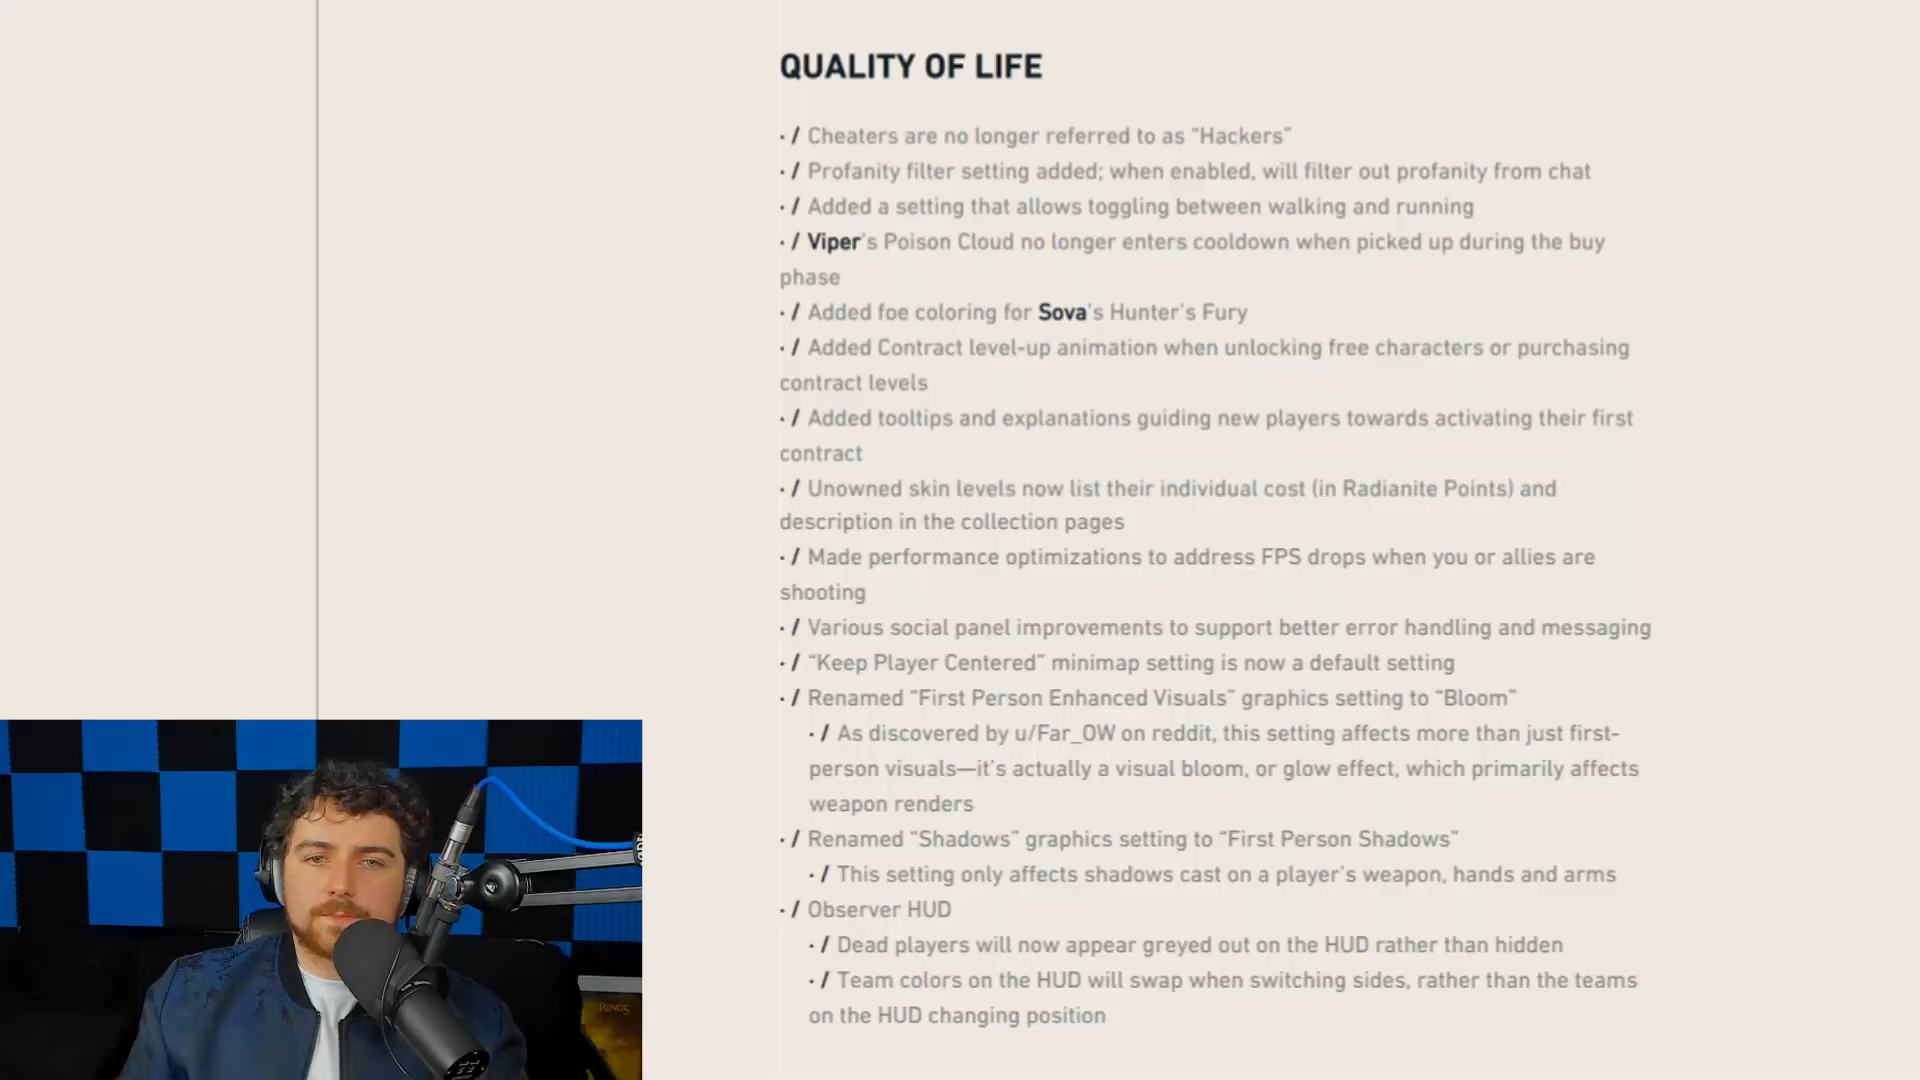 QUALITY OF LIFE
· / Cheaters are no longer referred to as “Hackers”
· / Profanity filter setting added; when enabled, will filter out profanity from chat
· / Added a setting that allows toggling between walking and running
· / Viper’s Poison Cloud no longer enters cooldown when picked up during the buy
phase
· / Added foe coloring for Sova’s Hunter’s Fury
· / Added Contract level-up animation when unlocking free characters or purchasing
contract levels
· / Added tooltips and explanations guiding new players towards activating their first
contract
· / Unowned skin levels now list their individual cost (in Radianite Points) and
description in the collection pages
· / Made performance optimizations to address FPS drops when you or allies are
shooting
· / Various social panel improvements to support better error handling and messaging
· / “Keep Player Centered” minimap setting is now a default setting
· / Renamed “First Person Enhanced Visuals” graphics setting to “Bloom”
· / As discovered by u/Far_OW on reddit, this setting affects more than just first-
person visuals—it’s actually a visual bloom, or glow effect, which primarily affects
weapon renders
· / Renamed “Shadows” graphics setting to “First Person Shadows”
· / This setting only affects shadows cast on a player’s weapon, hands and arms
· / Observer HUD
· / Dead players will now appear greyed out on the HUD rather than hidden
· / Team colors on the HUD will swap when switching sides, rather than the teams
on the HUD changing position
RINGS